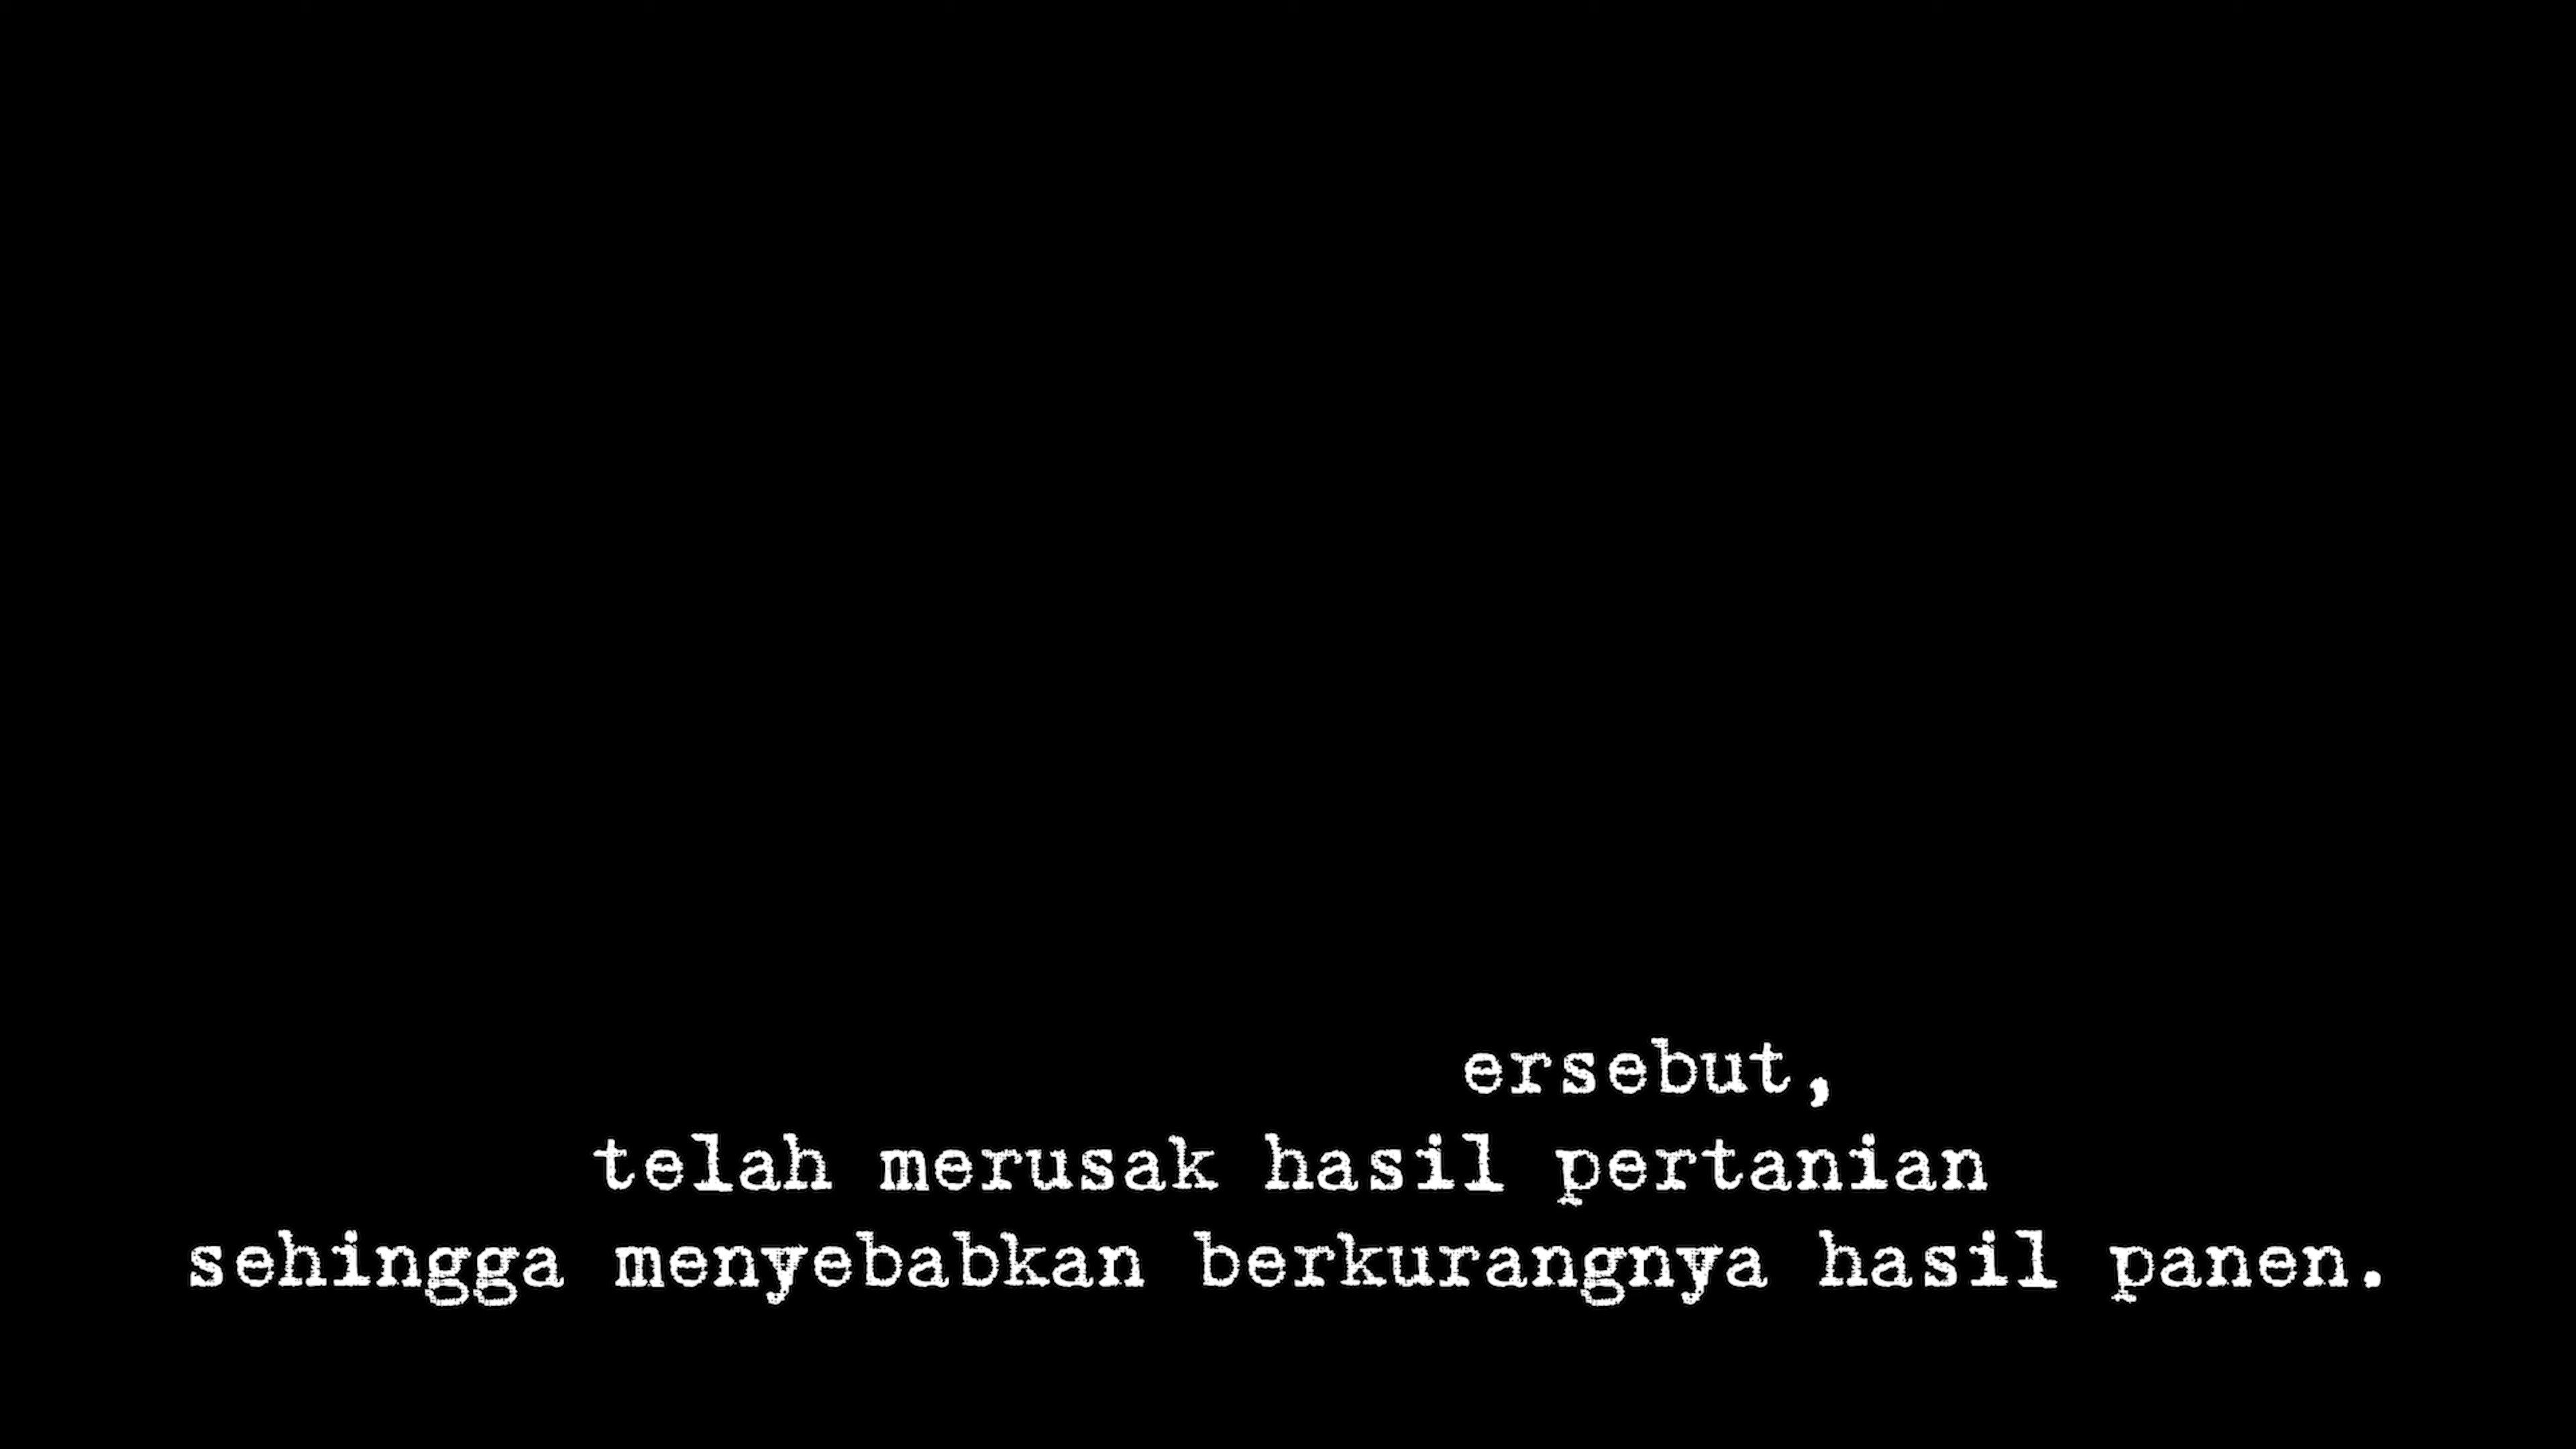 ersebut,
telah merusak hasil pertanian
sehingga menyebabkan berkurangnya hasil panen.